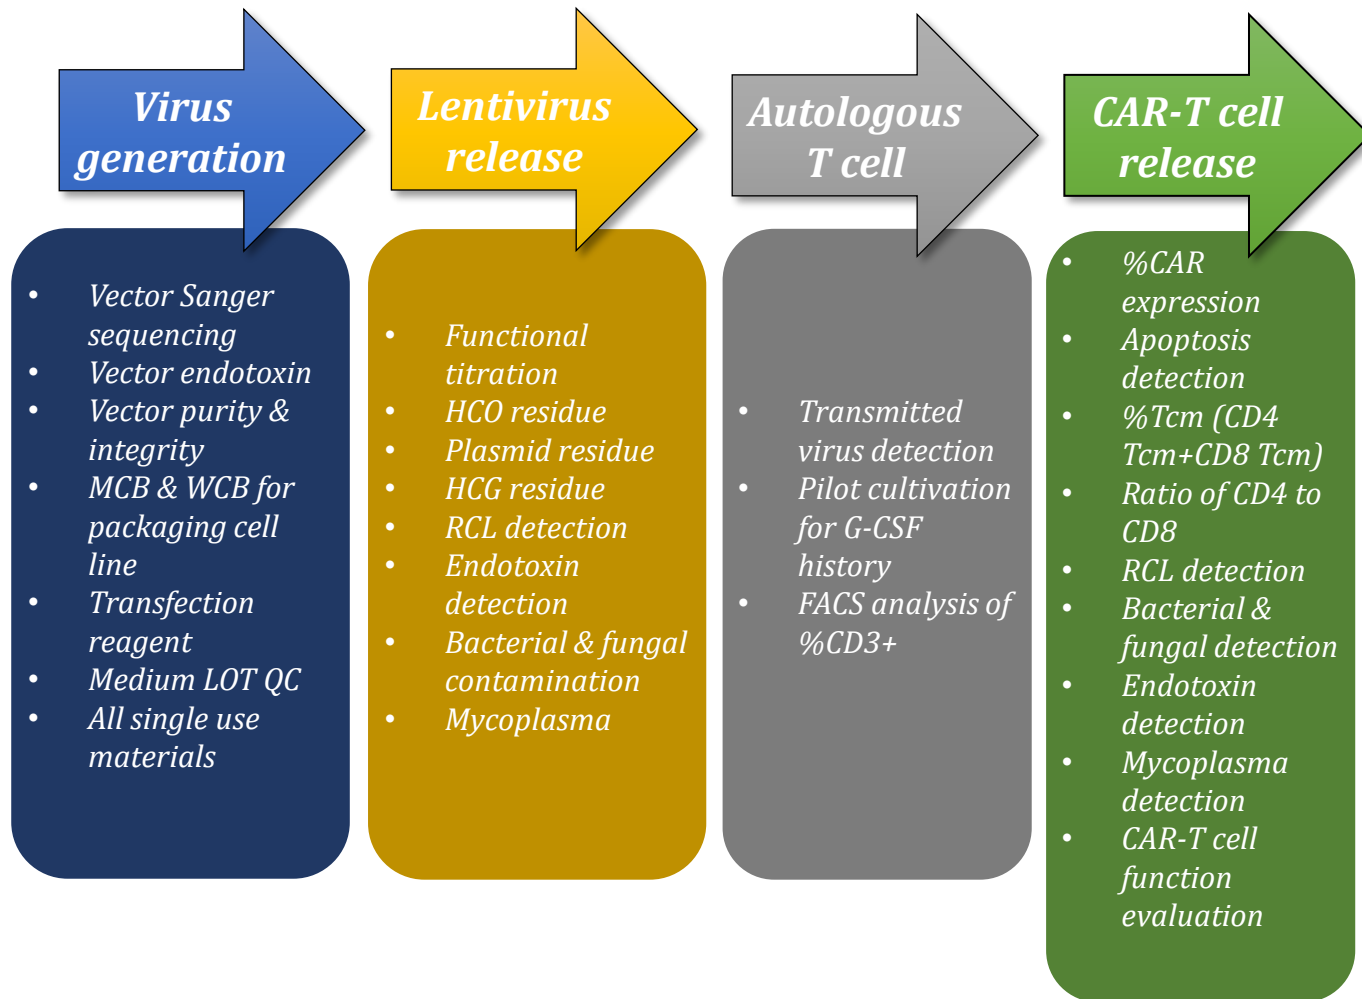 Virus
generation
Lentivirus
release
Autologous
T cell
CAR-T cell
release
• Vector Sanger
sequencing
• Vector endotoxin
• Vector purity &
integrity
• MCB & WCB for
packaging cell
line
• Transfection
reagent
• Medium LOT QC
• All single use
materials
• Functional
titration
• HCO residue
• Plasmid residue
• HCG residue
• RCL detection
• Endotoxin
detection
• Bacterial & fungal
contamination
• Mycoplasma
• Transmitted
virus detection
• Pilot cultivation
for G-CSF
history
• FACS analysis of
%CD3+
• %CAR
expression
• Apoptosis
detection
• %Tcm (CD4
Tcm+CD8 Tcm)
• Ratio of CD4 to
CD8
• RCL detection
• Bacterial &
fungal detection
• Endotoxin
detection
• Mycoplasma
detection
• CAR-T cell
function
evaluation